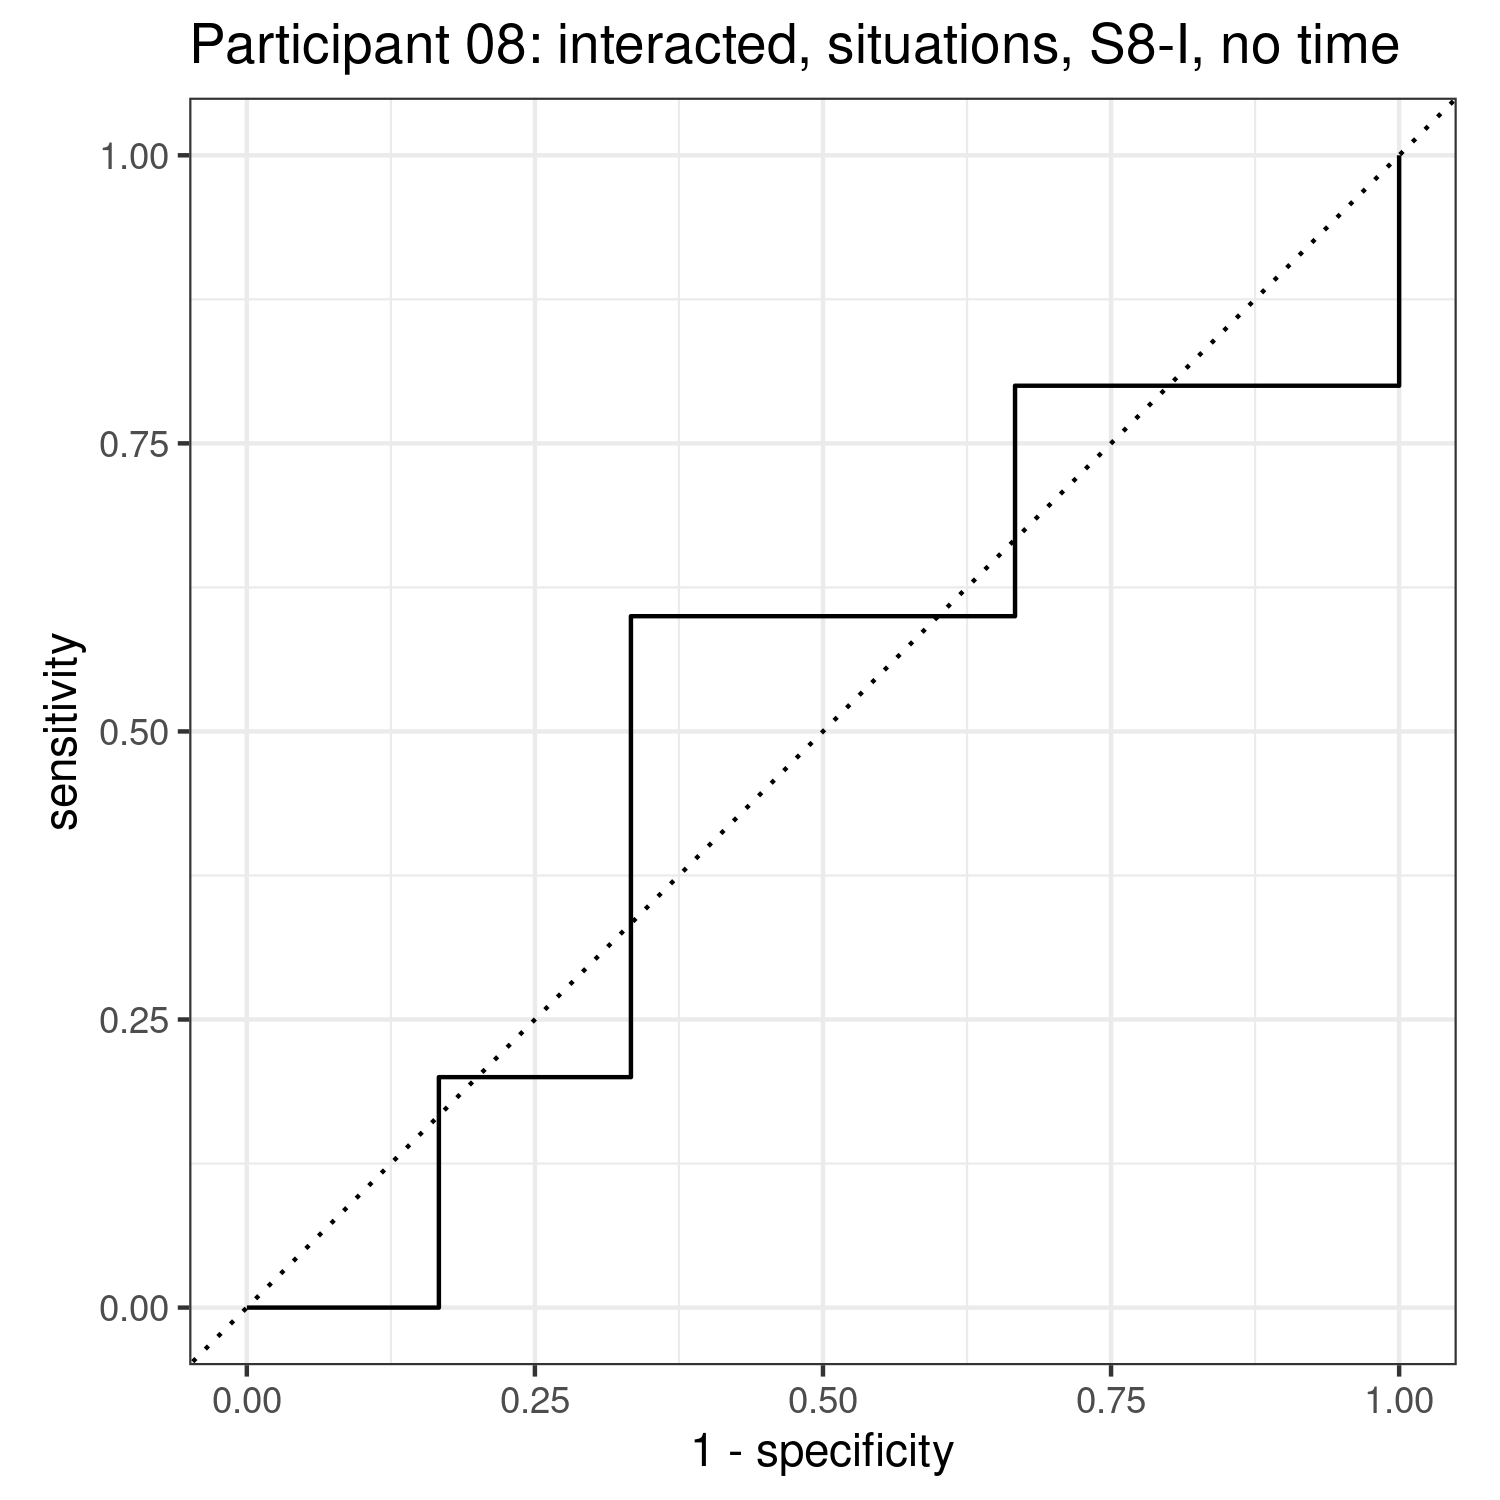 Participant 08: interacted, situations, S8-I, no time
1.00
0.75
0.50
0.25
0.00
sensitivity
0.00 0.25 0.50 0.75 1.00
1 - specificity